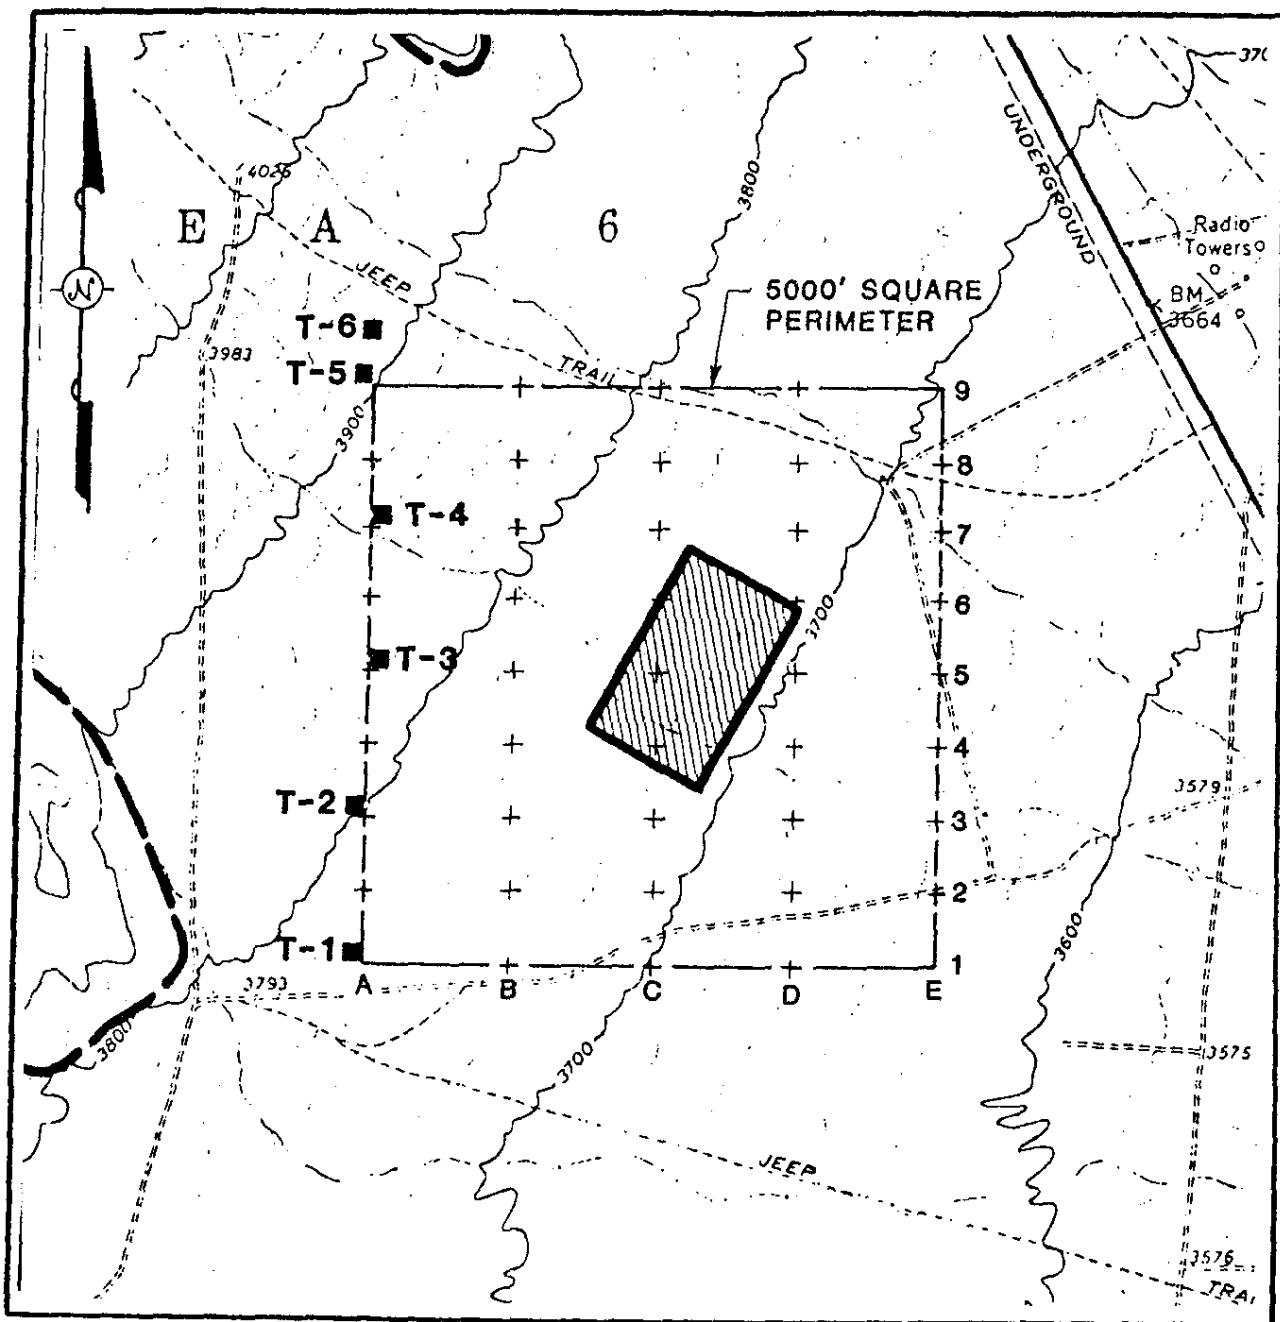 370
UNDERGROUND
3800
4026
E A 6
Radio
Towers
JEEP
5000' SQUARE
PERIMETER
BM
3664
N
T-6
3983
T-5
TRAIL
9
3900
8
T-4
7
6
3700
T-3
5
4
3579
T-2
3
2
3600
T-1
1
3793
A B C D E
3800
3700
3575
JEEP
3576
TRAI